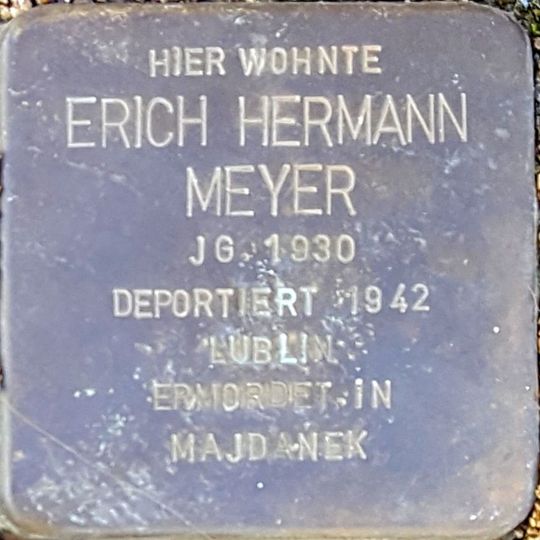 HIER WOHNTE
ERICH HERMANN
MEYER
JG. 1930
DEPORTIERT 1942
LUBLIN
ERMORDET IN
MAJDANEK